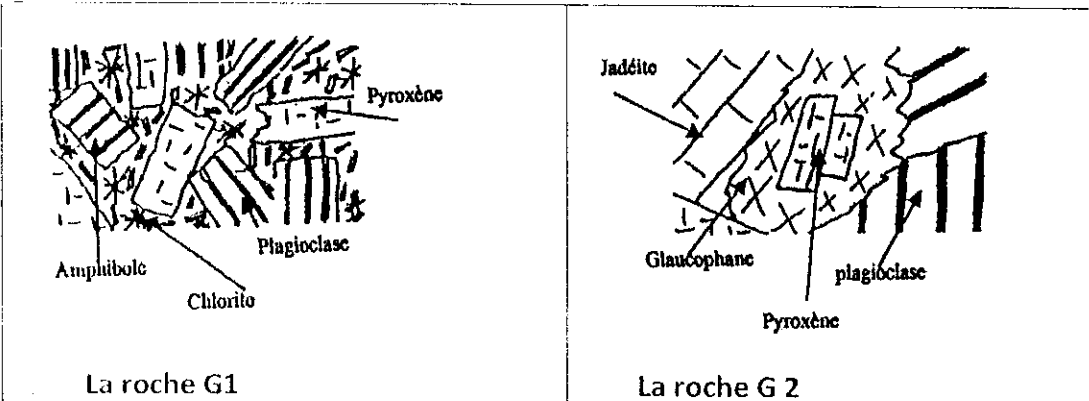 Pyroxène
Amphibole
Plagioclase
Chlorite
La roche G1
Jadéite
Glaucophane
plagioclase
Pyroxène
La roche G 2